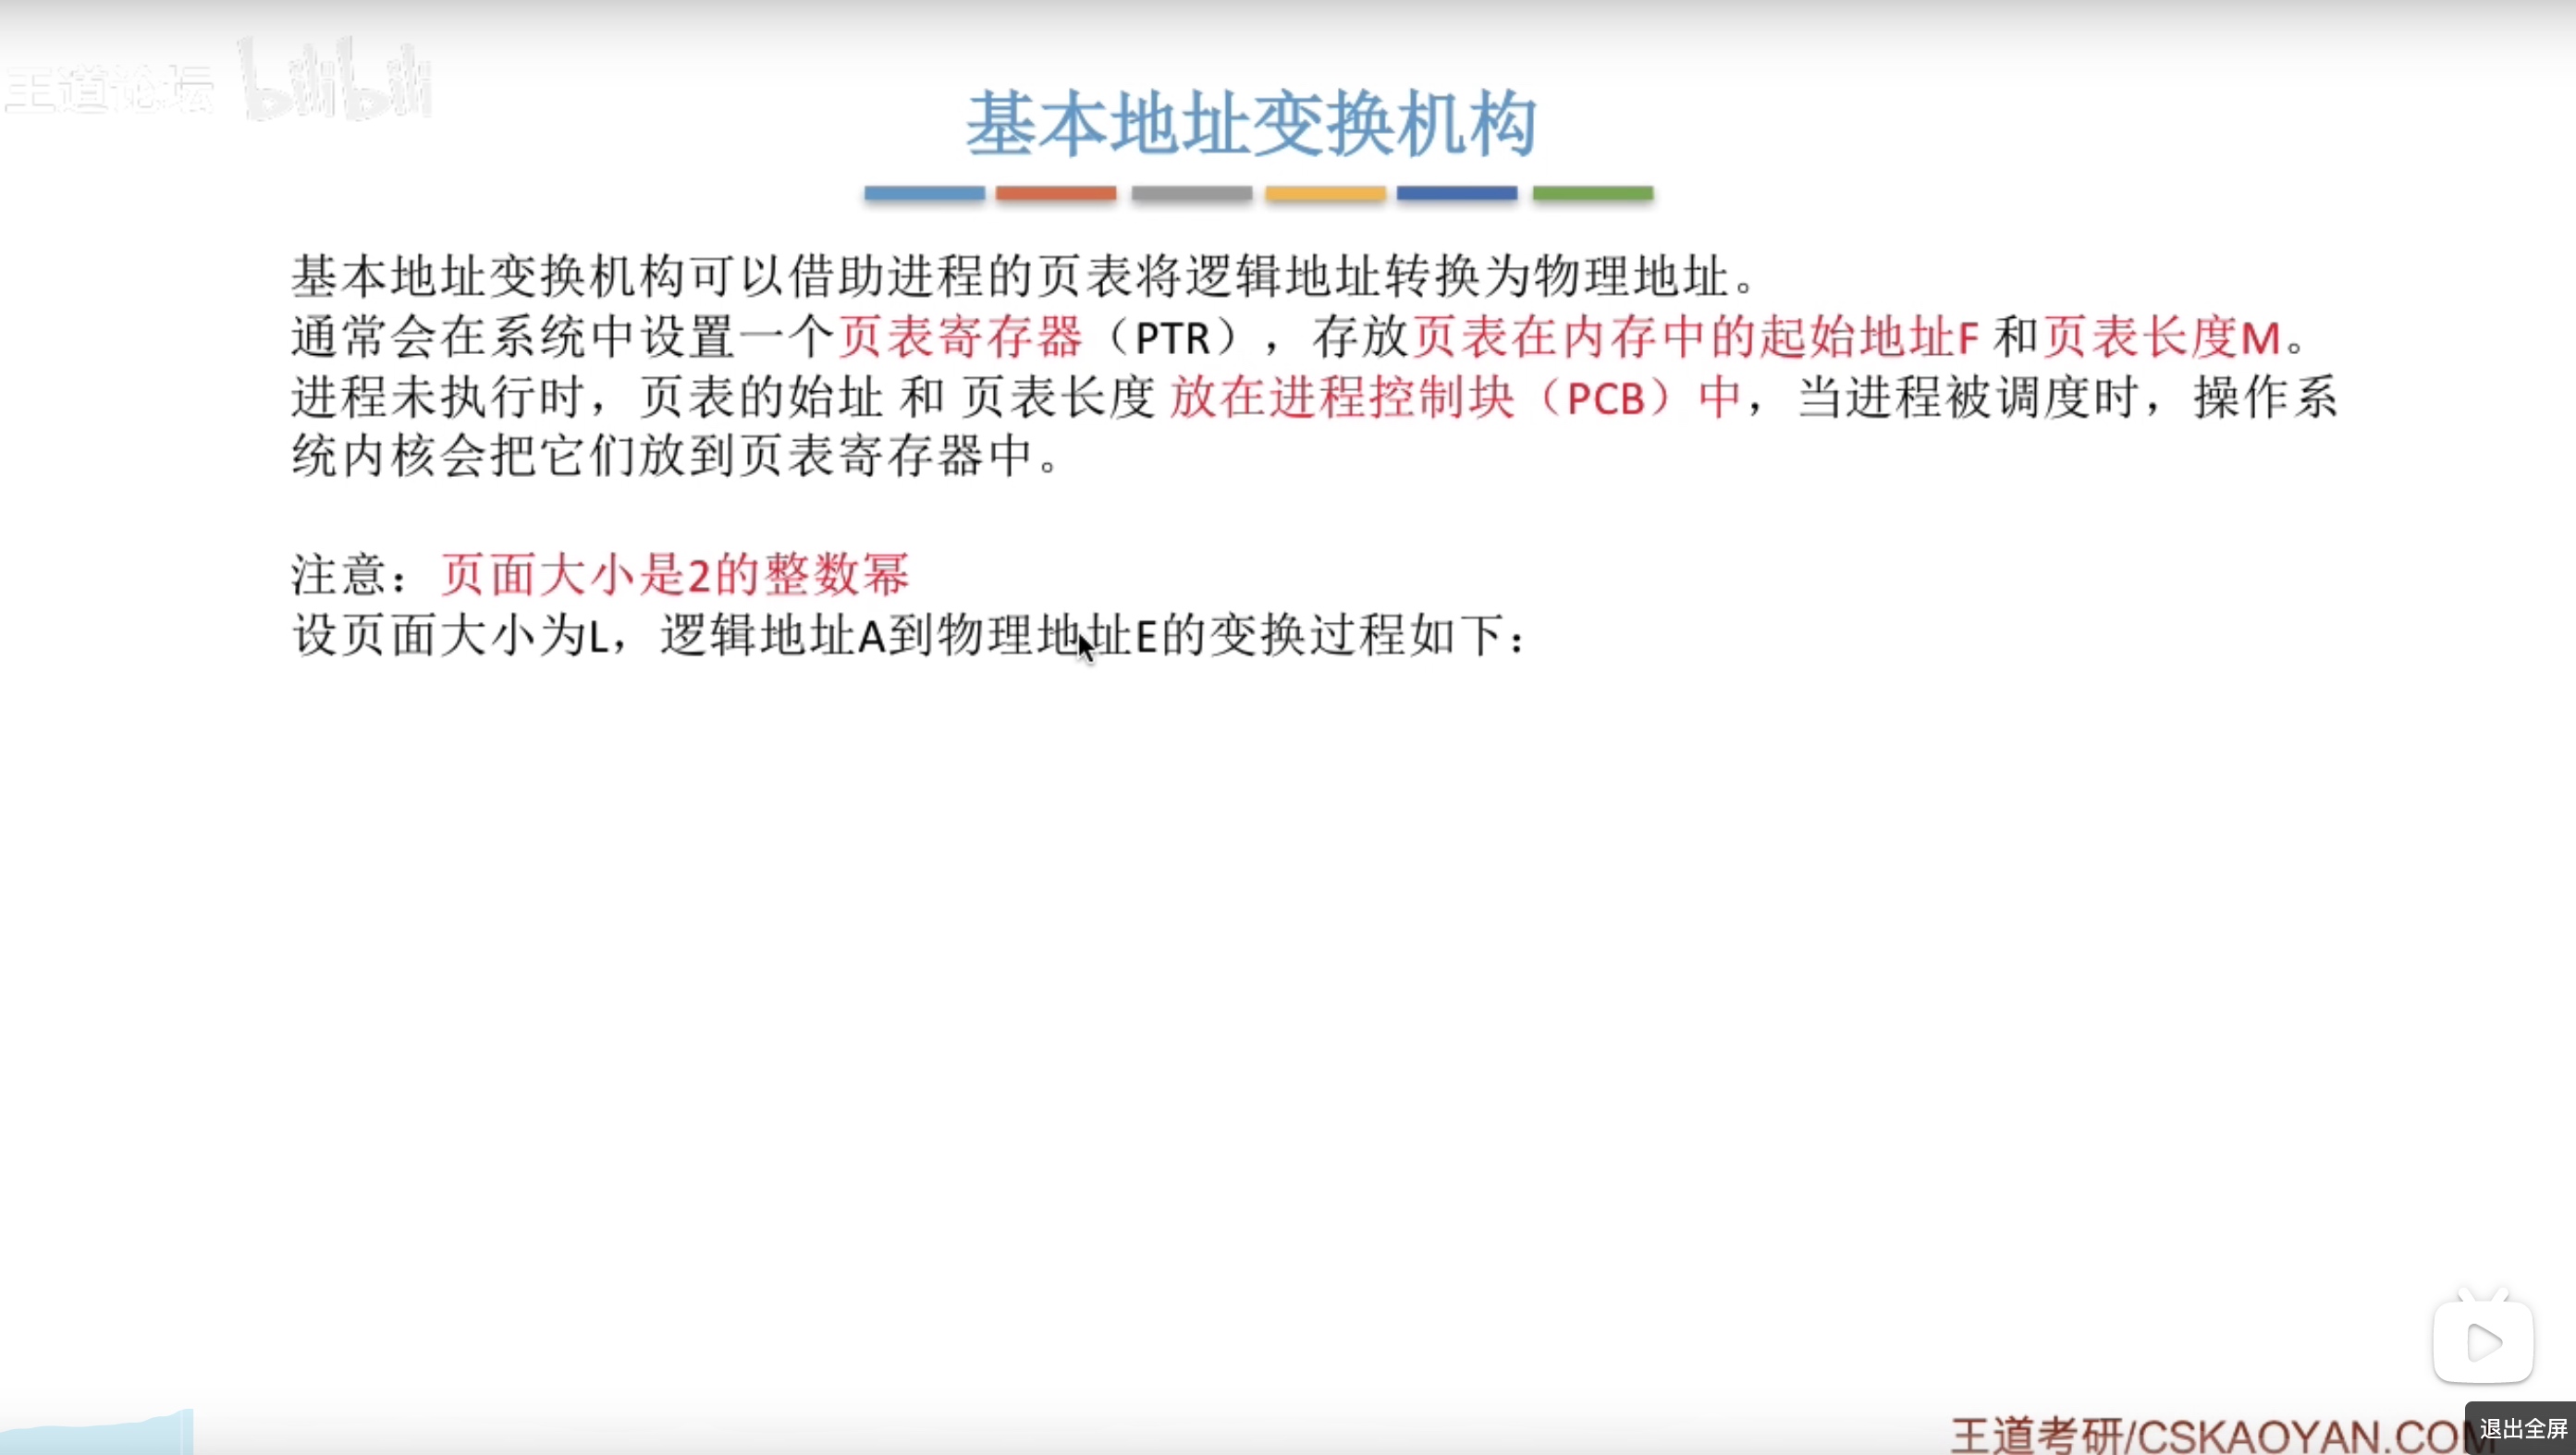 王道论坛 bilibili
基本地址变换机构
基本地址变换机构可以借助进程的页表将逻辑地址转换为物理地址。
通常会在系统中设置一个页表寄存器（PTR），存放页表在内存中的起始地址F 和页表长度M。
进程未执行时，页表的始址 和 页表长度 放在进程控制块（PCB）中，当进程被调度时，操作系
统内核会把它们放到页表寄存器中。
注意：页面大小是2的整数幂
设页面大小为L，逻辑地址A到物理地址E的变换过程如下：
王道考研/CSKAOYAN.COM
退出全屏